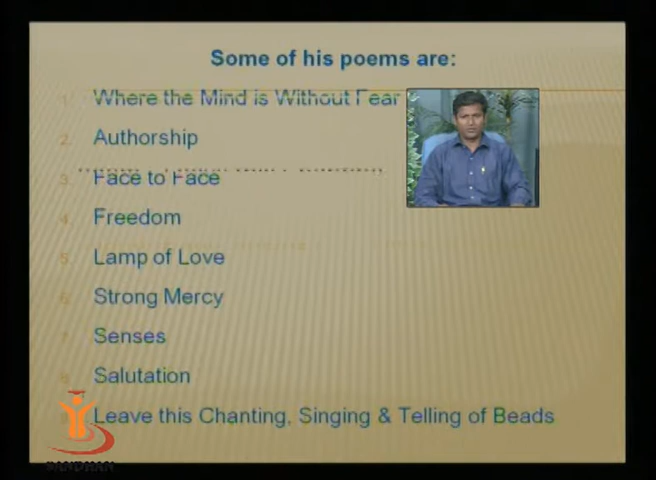 Some of his poems are:
1. Where the Mind is Without Fear
2. Authorship
3. Face to Face
4. Freedom
5. Lamp of Love
6. Strong Mercy
7. Senses
8. Salutation
Leave this Chanting, Singing & Telling of Beads
SANDHAN